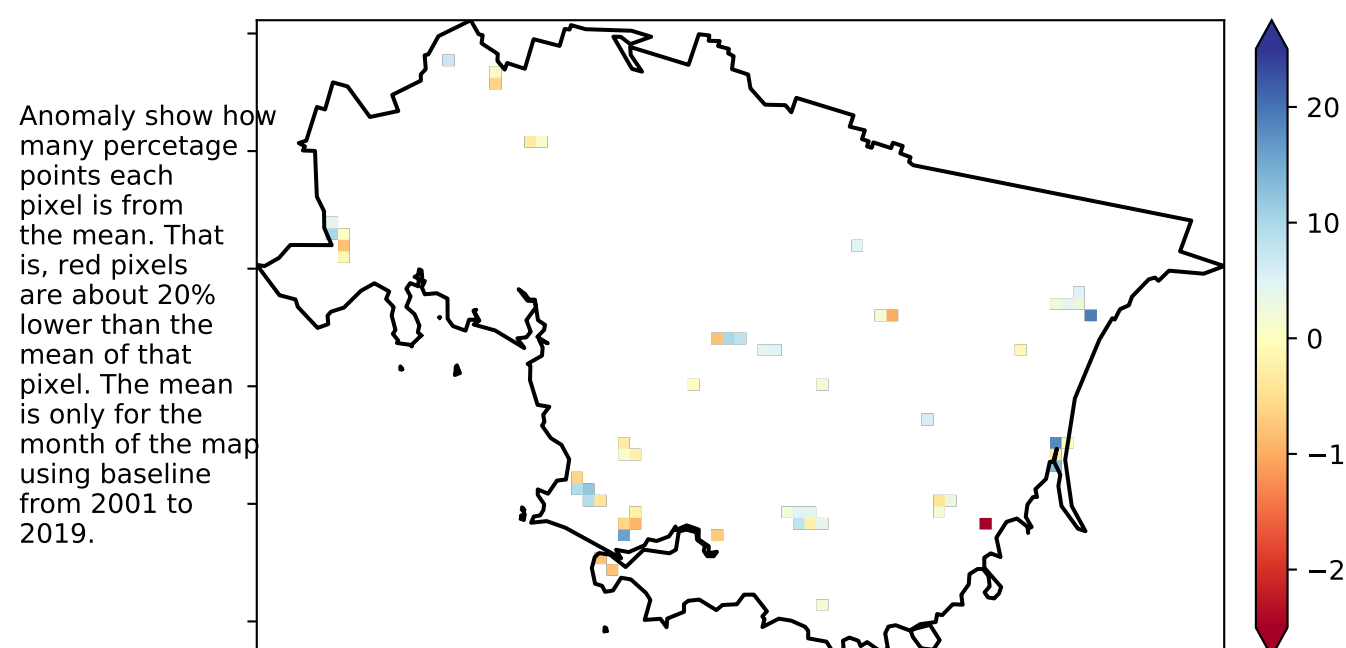 Anomaly show how
many percetage
points each
pixel is from
the mean. That
is, red pixels
are about 20%
lower than the
mean of that
pixel. The mean
is only for the
month of the map
using baseline
from 2001 to
2019.
20
10
0
−1
−2